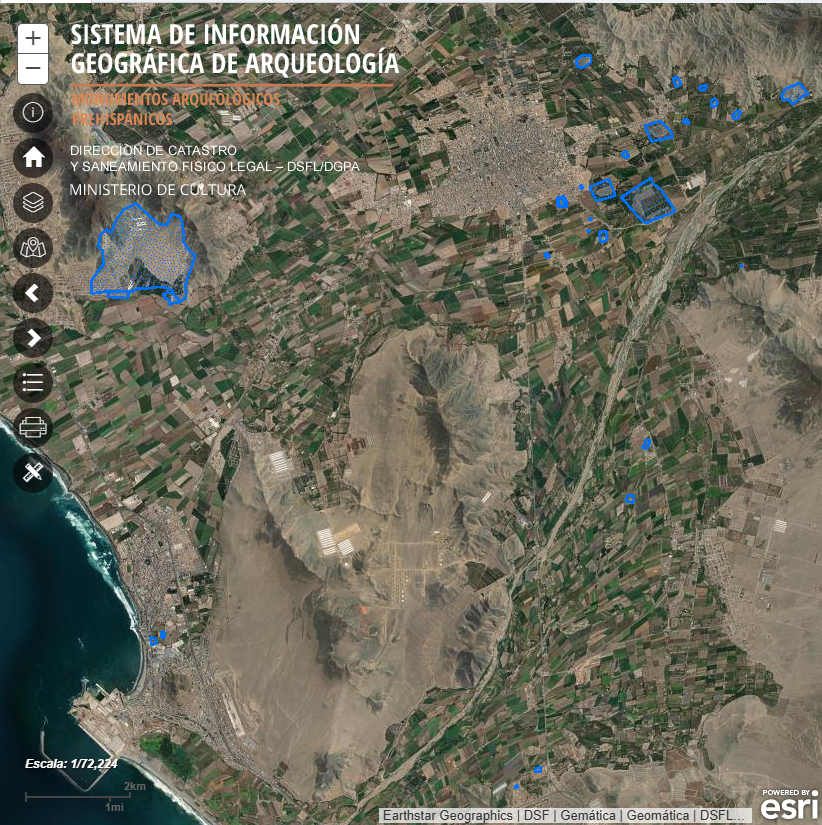 SISTEMA DE INFORMACIÓN
GEOGRÁFICA DE ARQUEOLOGÍA
MONUMENTOS ARQUEOLÓGICOS
PREHISPÁNICOS
DIRECCIÓN DE CATASTRO
Y SANEAMIENTO FÍSICO LEGAL – DSFL/DGPA
MINISTERIO DE CULTURA
Escala: 1/72,224
2km
1mi
Earthstar Geographics | DSF | Gemática | Geomática | DSFL...
POWERED BY
esri